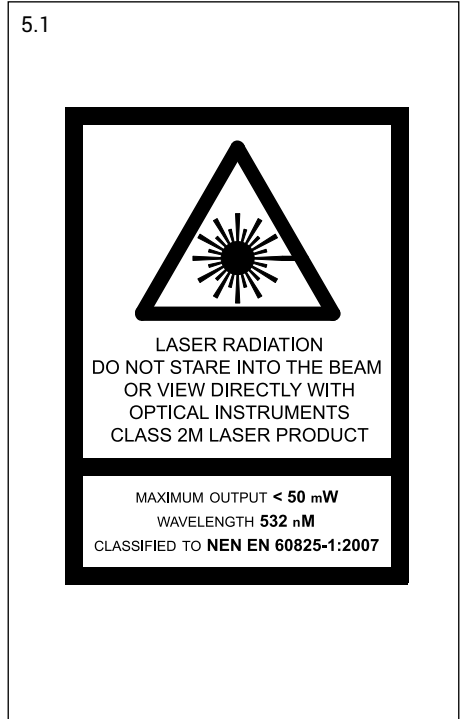 5.1
LASER RADIATION
DO NOT STARE INTO THE BEAM
OR VIEW DIRECTLY WITH
OPTICAL INSTRUMENTS
CLASS 2M LASER PRODUCT
MAXIMUM OUTPUT < 50 mW
WAVELENGTH 532 nM
CLASSIFIED TO NEN EN 60825-1:2007